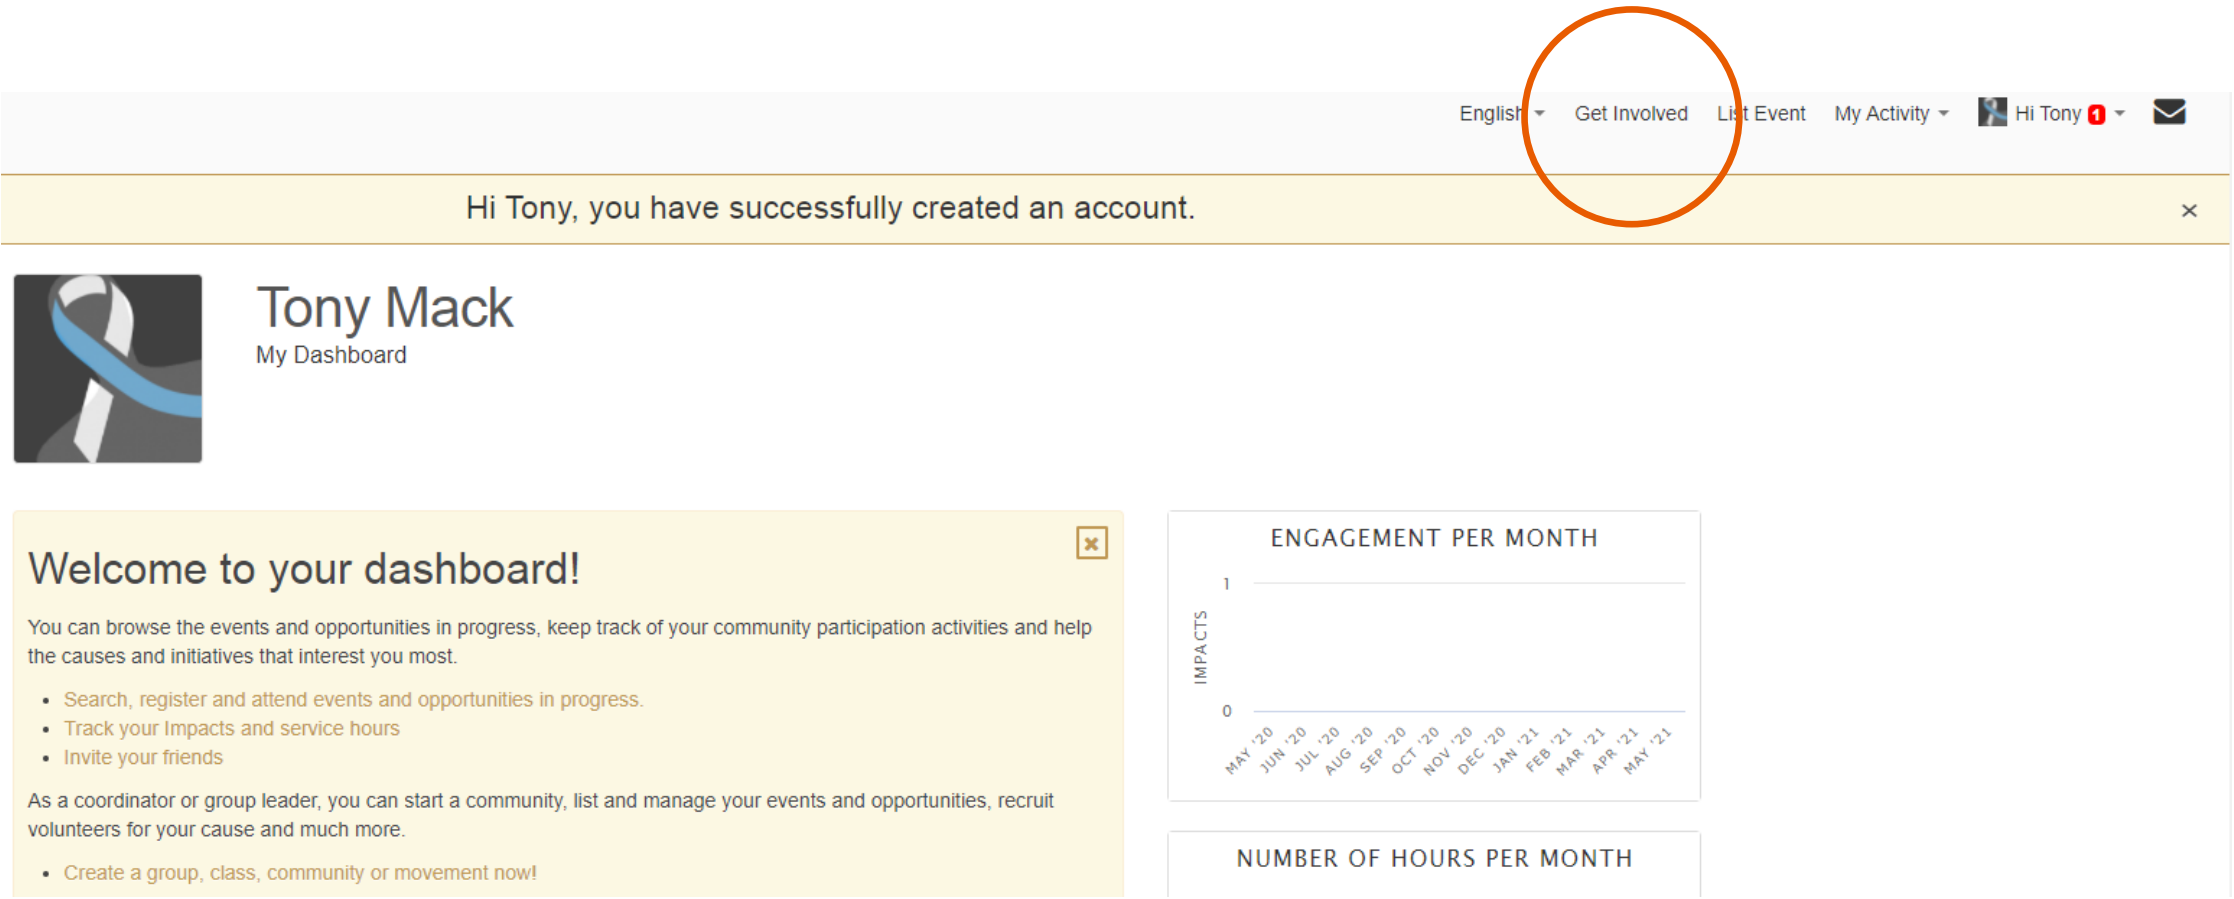 English Get Involved List Event My Activity Hi Tony 1
Hi Tony, you have successfully created an account. ×
Tony Mack
My Dashboard
Welcome to your dashboard!
You can browse the events and opportunities in progress, keep track of your community participation activities and help
the causes and initiatives that interest you most.
• Search, register and attend events and opportunities in progress.
• Track your Impacts and service hours
• Invite your friends
As a coordinator or group leader, you can start a community, list and manage your events and opportunities, recruit
volunteers for your cause and much more.
• Create a group, class, community or movement now!
ENGAGEMENT PER MONTH
1
IMPACTS
0
MAY '20 JUN '20 JUL '20 AUG '20 SEP '20 OCT '20 NOV '20 DEC '20 JAN '21 FEB '21 MAR '21 APR '21 MAY '21
NUMBER OF HOURS PER MONTH